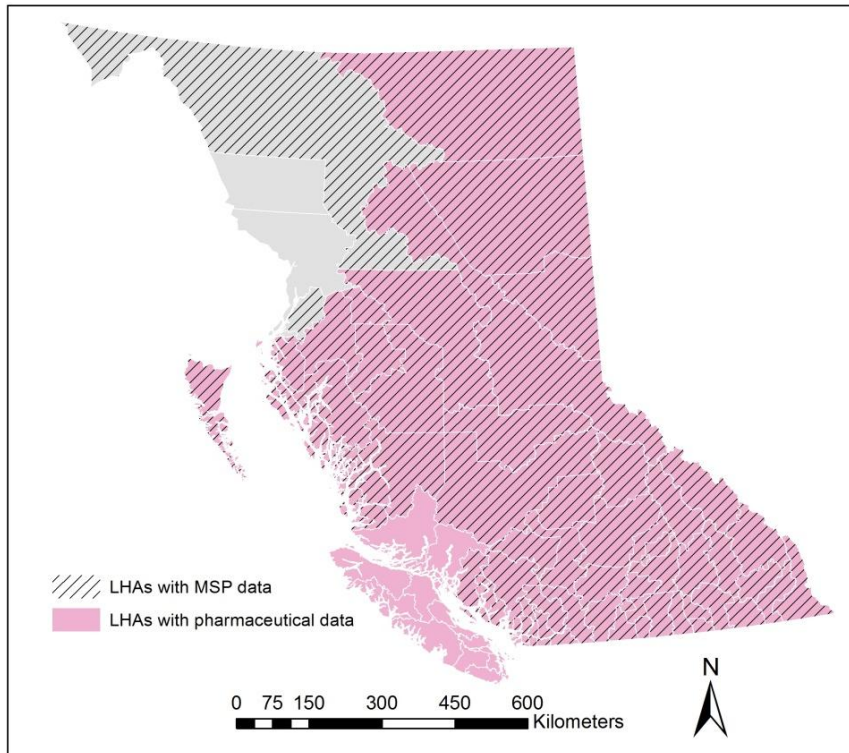 LHAs with MSP data
LHAs with pharmaceutical data
N
0 75 150 300 450 600
Kilometers